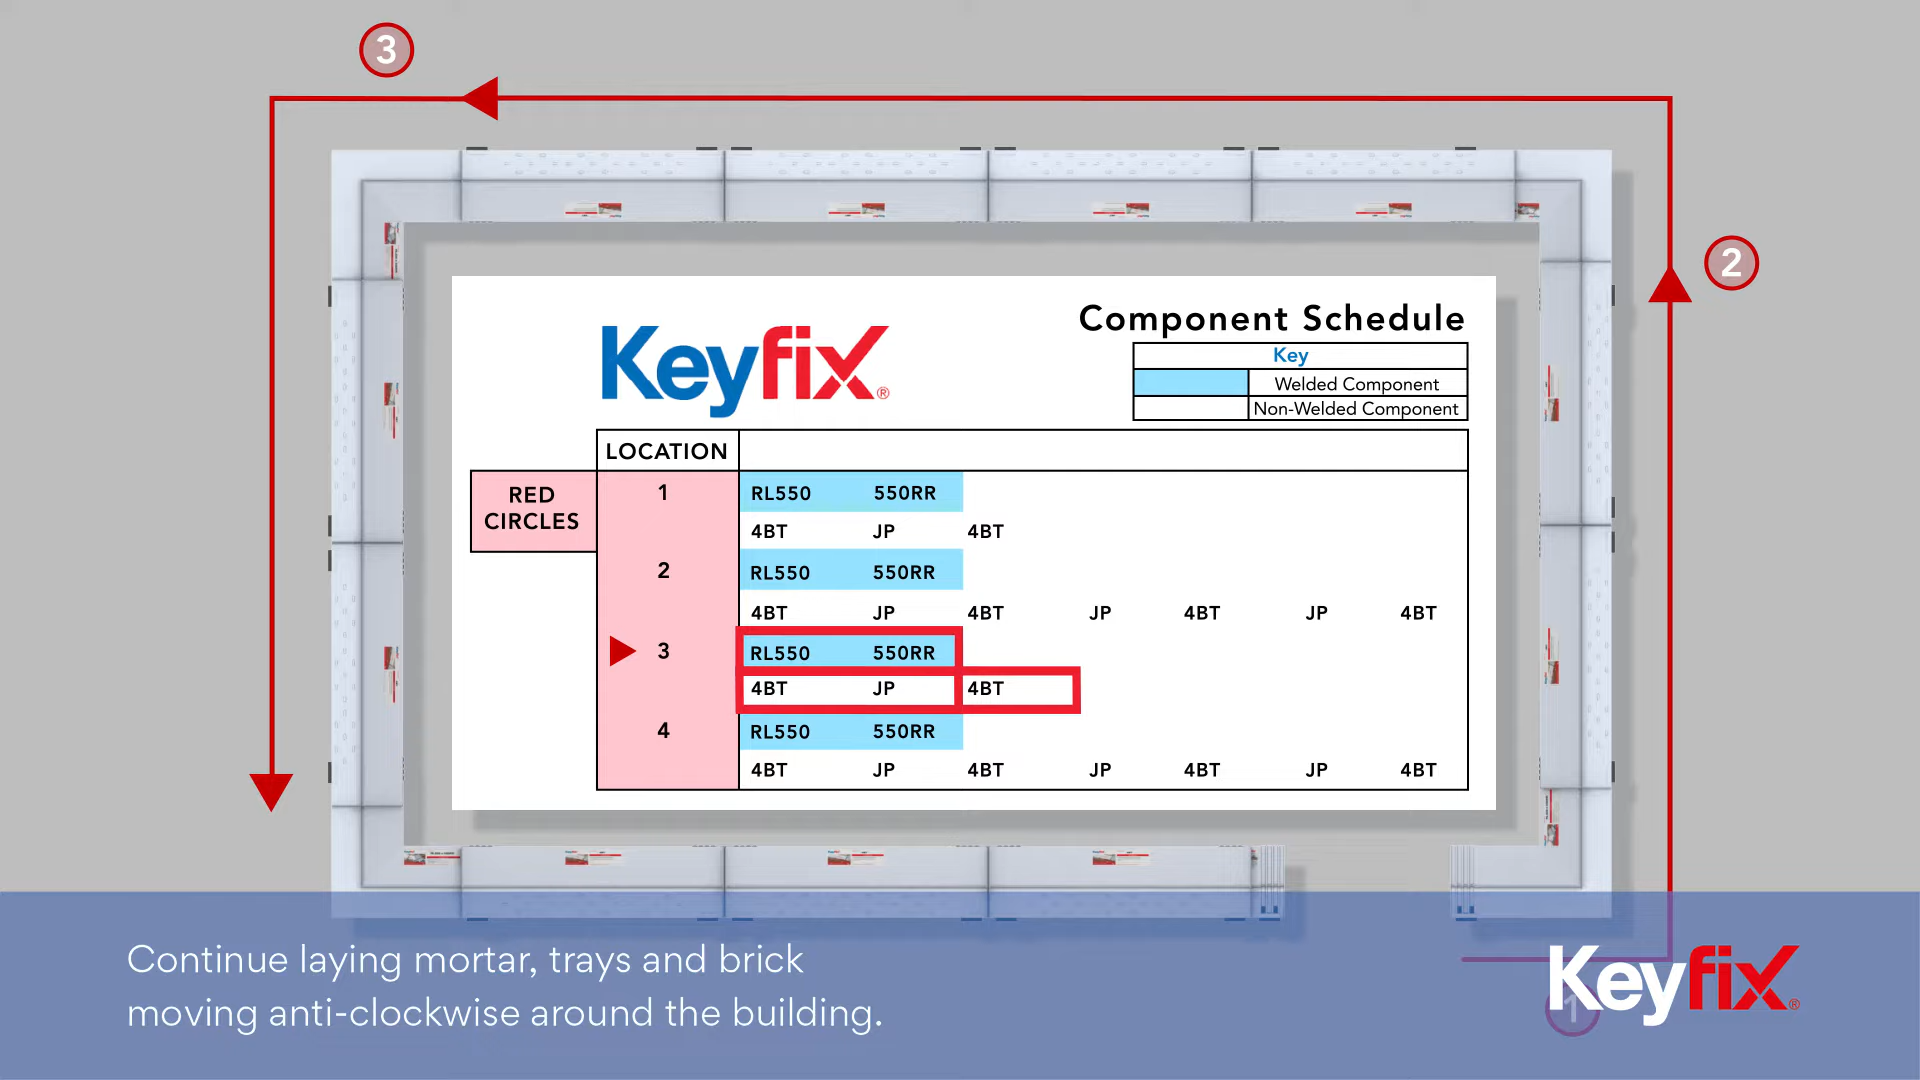 3
2
Keyfix®
Component Schedule
Key
Welded Component
Non-Welded Component
LOCATION
RED CIRCLES
1 RL550 550RR
4BT JP 4BT
2 RL550 550RR
4BT JP 4BT JP 4BT JP 4BT
3 RL550 550RR
4BT JP 4BT
4 RL550 550RR
4BT JP 4BT JP 4BT JP 4BT
Continue laying mortar, trays and brick
moving anti-clockwise around the building.
Keyfix®
1